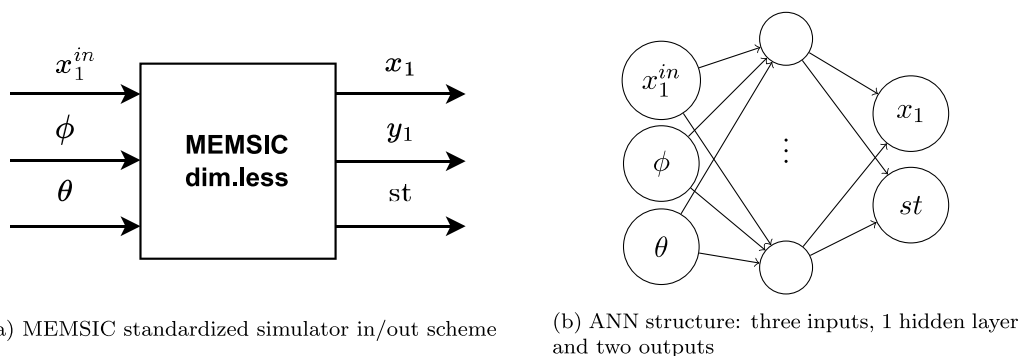 x_1^{in}
ϕ
θ
MEMSIC
dim.less
x_1
y_1
st
x_1^{in}
ϕ
θ
⋮
x_1
st
a) MEMSIC standardized simulator in/out scheme
(b) ANN structure: three inputs, 1 hidden layer
and two outputs